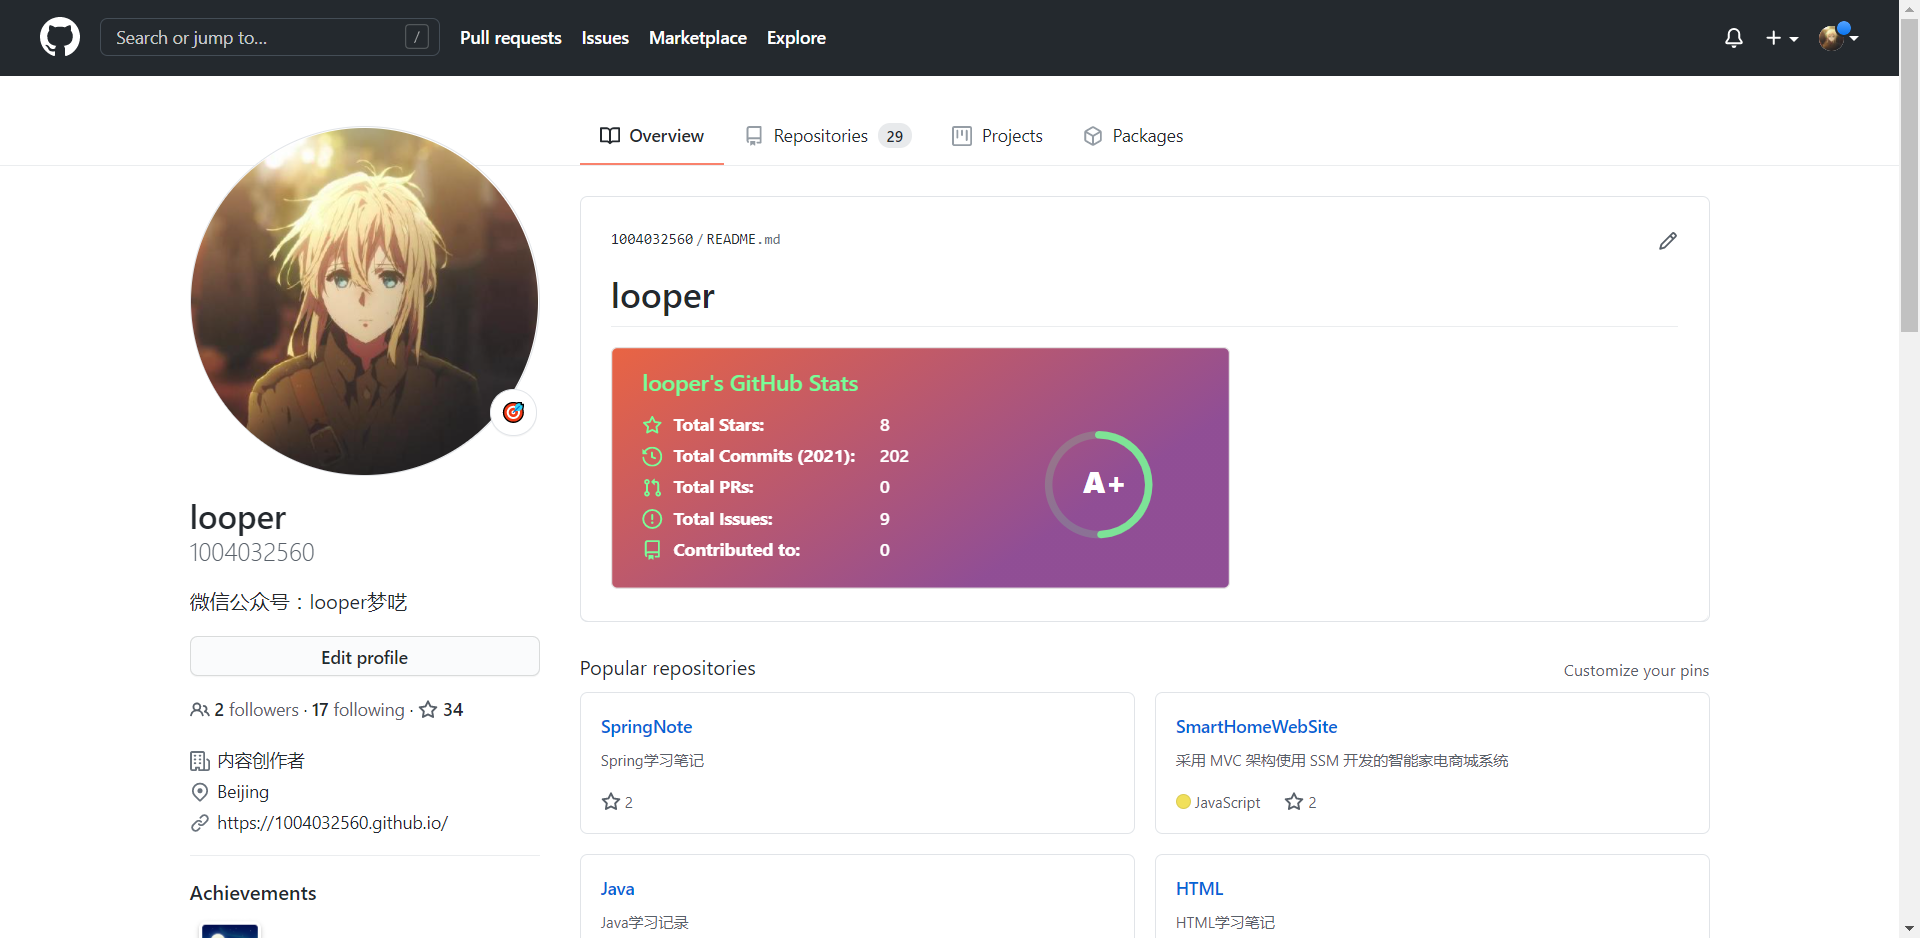 Search or jump to... /
Pull requests Issues Marketplace Explore
Overview Repositories 29 Projects Packages
1004032560/README.md
looper
looper's GitHub Stats
Total Stars: 8
Total Commits (2021): 202
Total PRs: 0
Total Issues: 9
Contributed to: 0
A+
looper
1004032560
微信公众号：looper梦呓
Edit profile
2 followers · 17 following · 34
内容创作者
Beijing
https://1004032560.github.io/
Achievements
Popular repositories
Customize your pins
SpringNote
Spring学习笔记
2
SmartHomeWebSite
采用 MVC 架构使用 SSM 开发的智能家电商城系统
JavaScript 2
Java
Java学习记录
HTML
HTML学习笔记